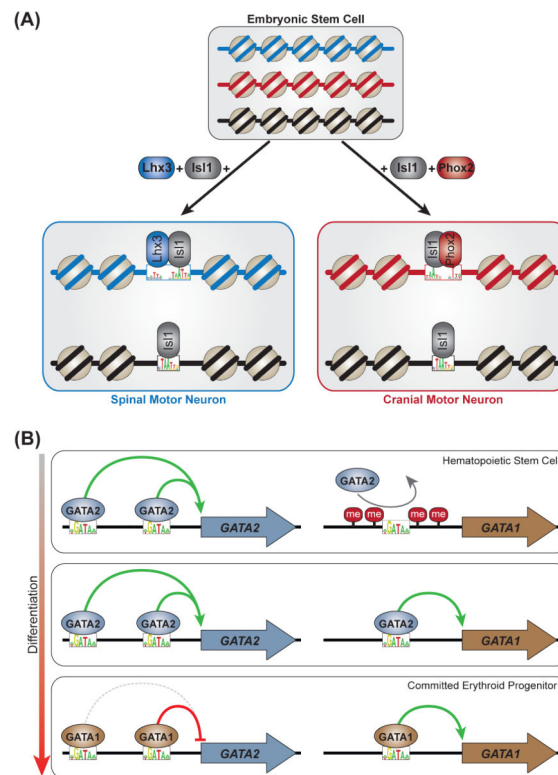 (A)
Embryonic Stem Cell
Lhx3 + Isl1 +
+ Isl1 + Phox2
Lhx3 Isl1
Isl1 Phox2
Isl1
Isl1
Spinal Motor Neuron
Cranial Motor Neuron
(B)
Differentiation
Hematopoietic Stem Cell
GATA2 GATA2 GATA2
GATA2
me me me me
GATA1
GATA2 GATA2 GATA2
GATA2 GATA1
Committed Erythroid Progenitor
GATA1 GATA1 GATA2
GATA1 GATA1